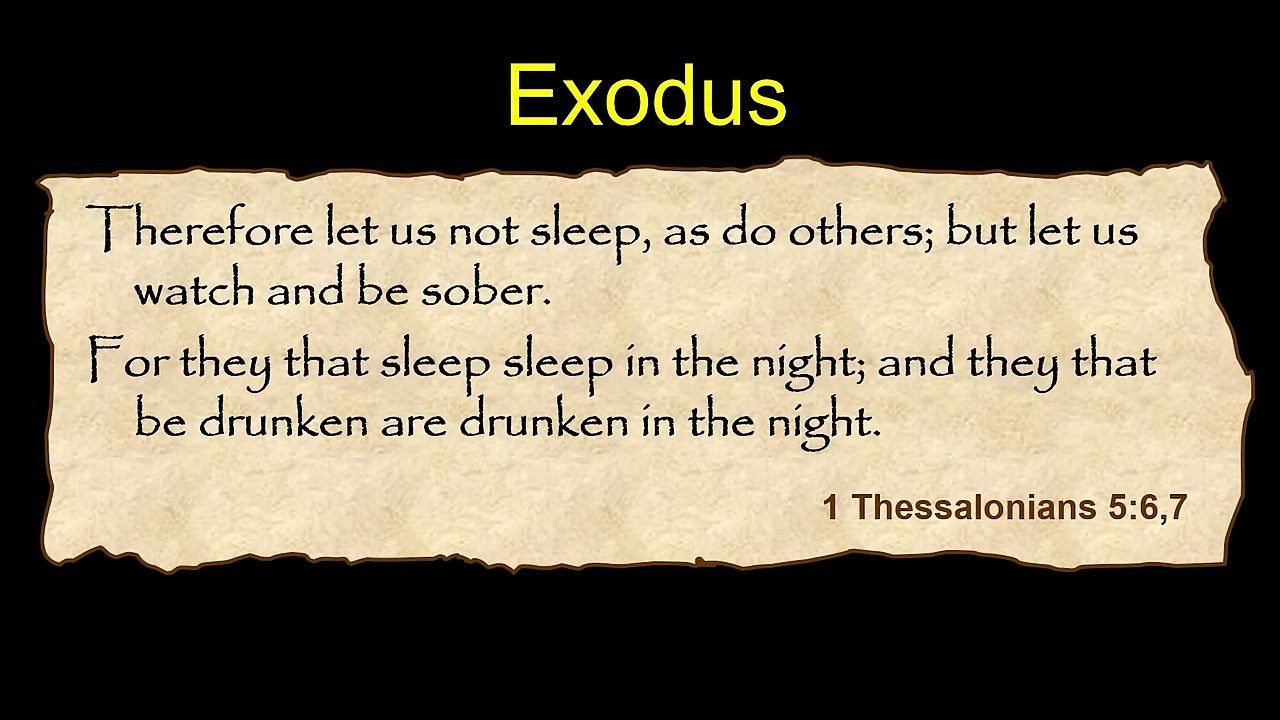 Exodus
Therefore let us not sleep, as do others; but let us
watch and be sober.
For they that sleep sleep in the night; and they that
be drunken are drunken in the night.
1 Thessalonians 5:6,7